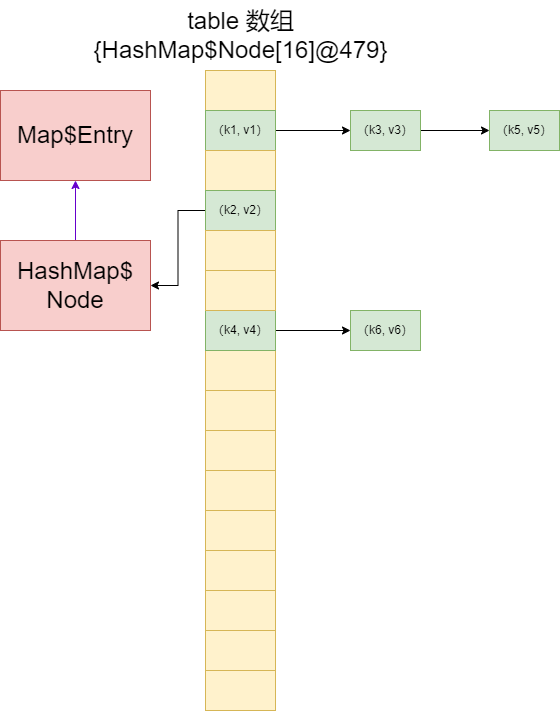 table 数组
{HashMap$Node[16]@479}
Map$Entry
(k1, v1)
(k3, v3)
(k5, v5)
(k2, v2)
HashMap$
Node
(k4, v4)
(k6, v6)